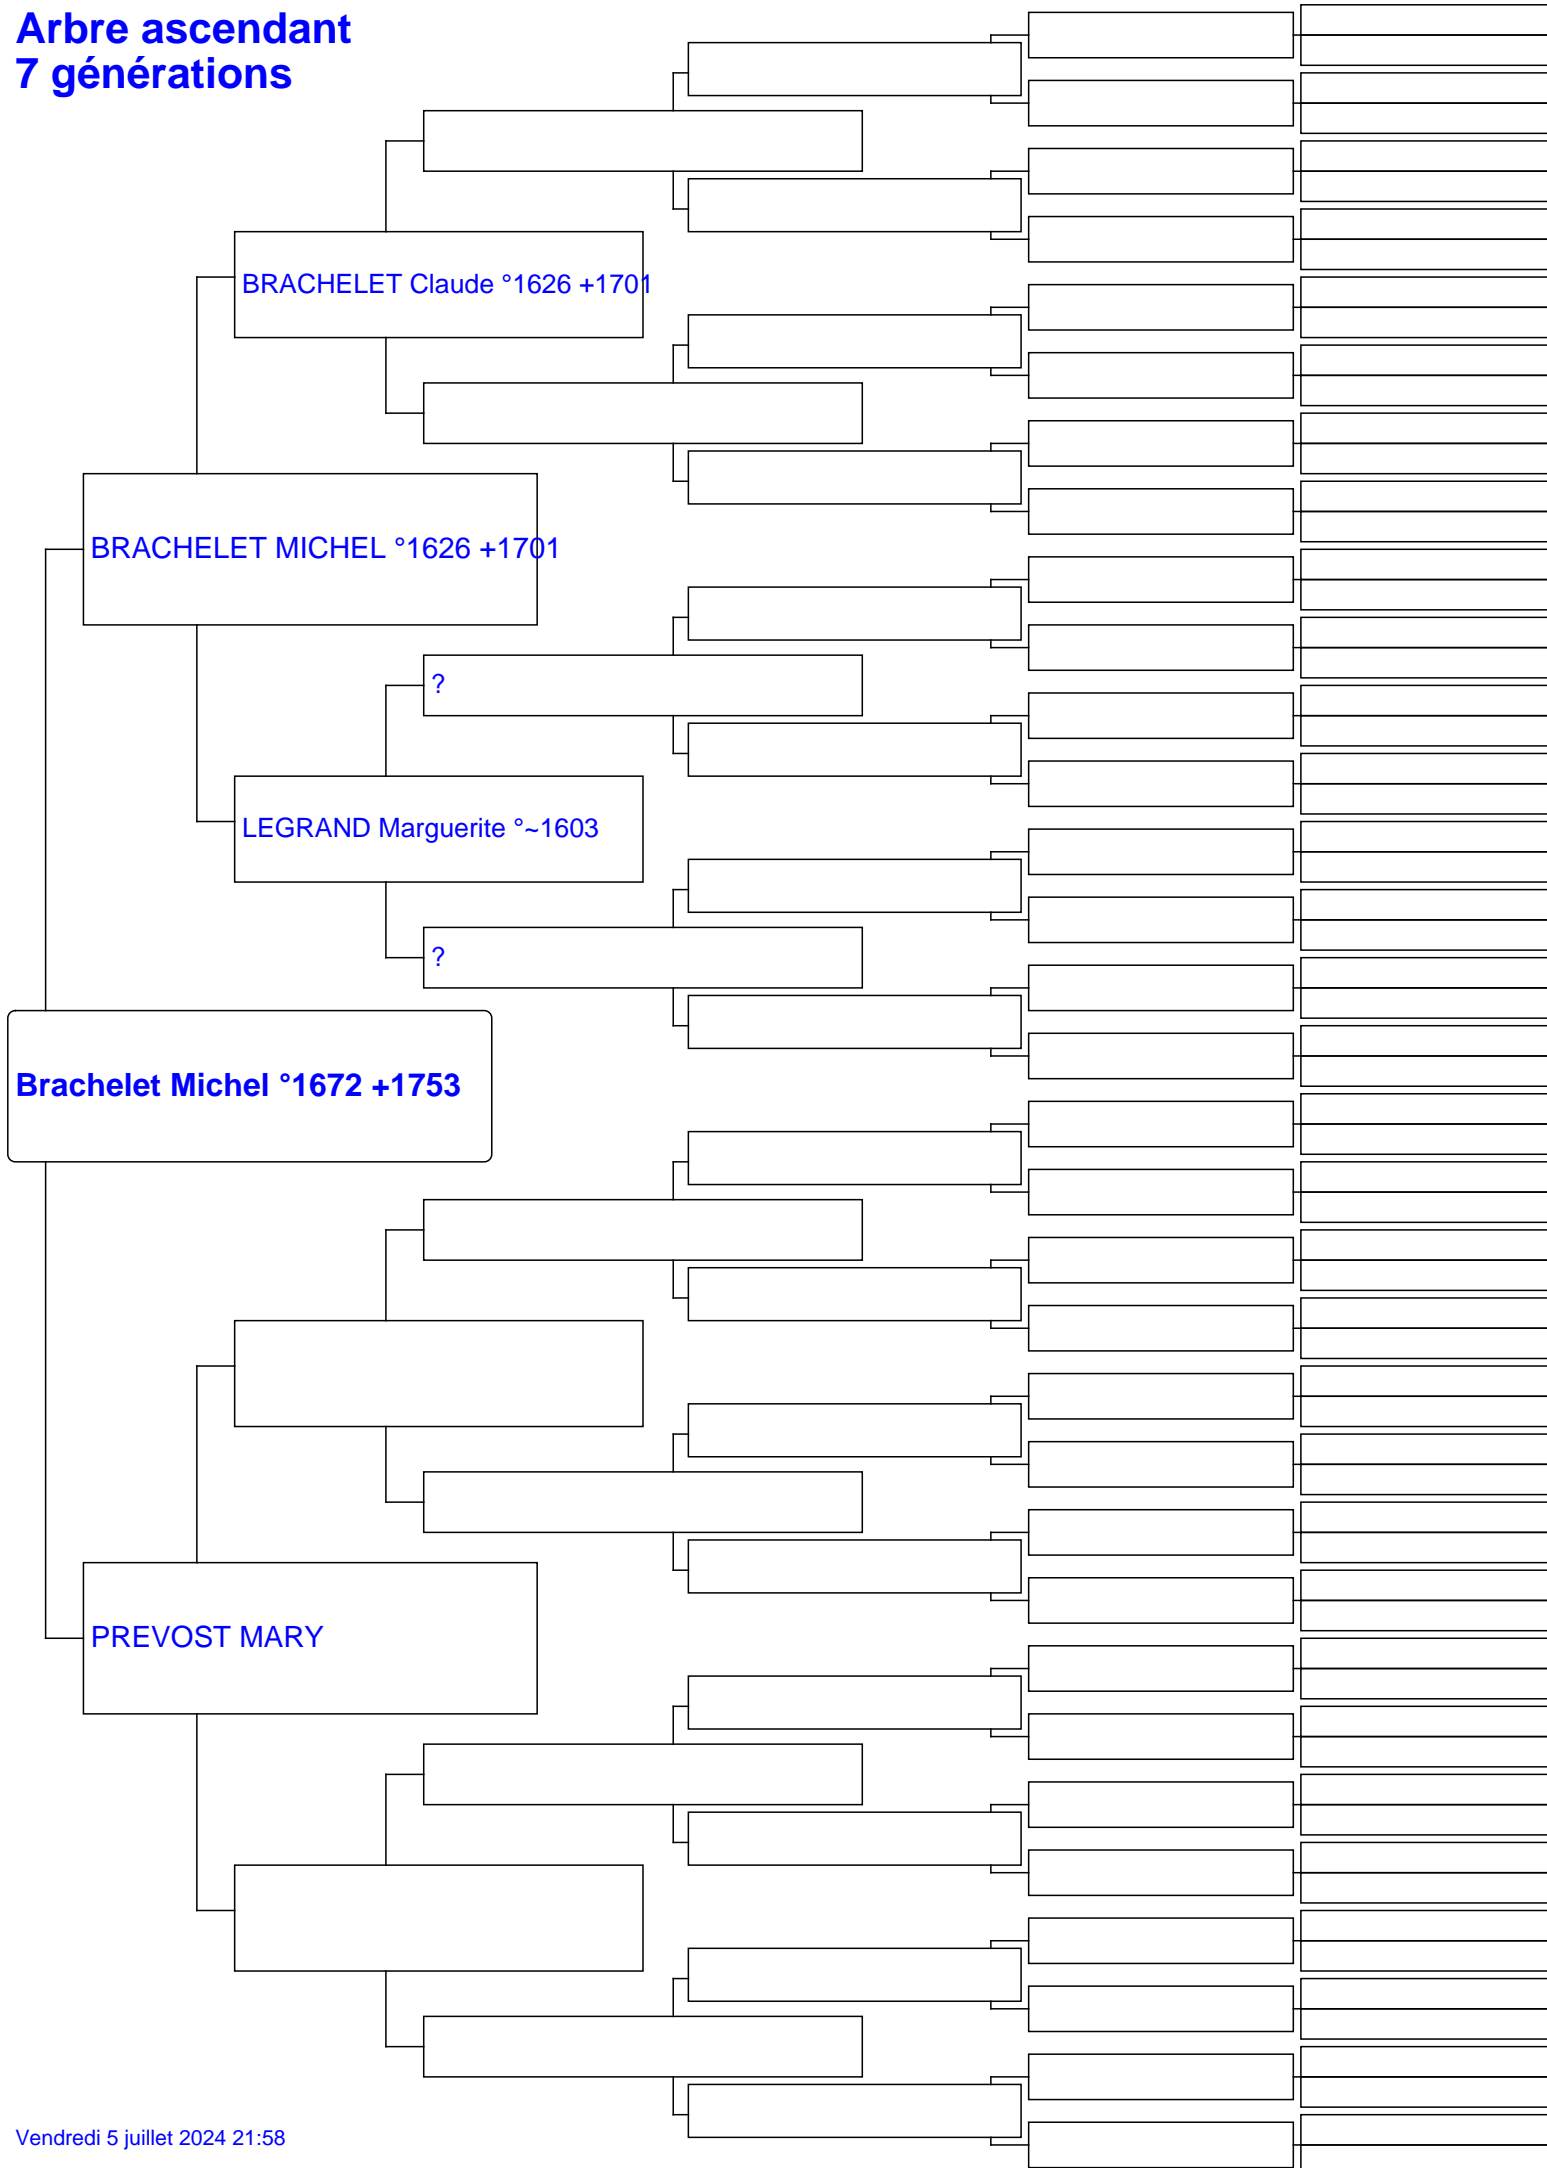 Arbre ascendant
7 générations
BRACHELET Claude °1626 +1701
BRACHELET MICHEL °1626 +1701
?
LEGRAND Marguerite °~1603
?
Brachelet Michel °1672 +1753
PREVOST MARY
Vendredi 5 juillet 2024 21:58